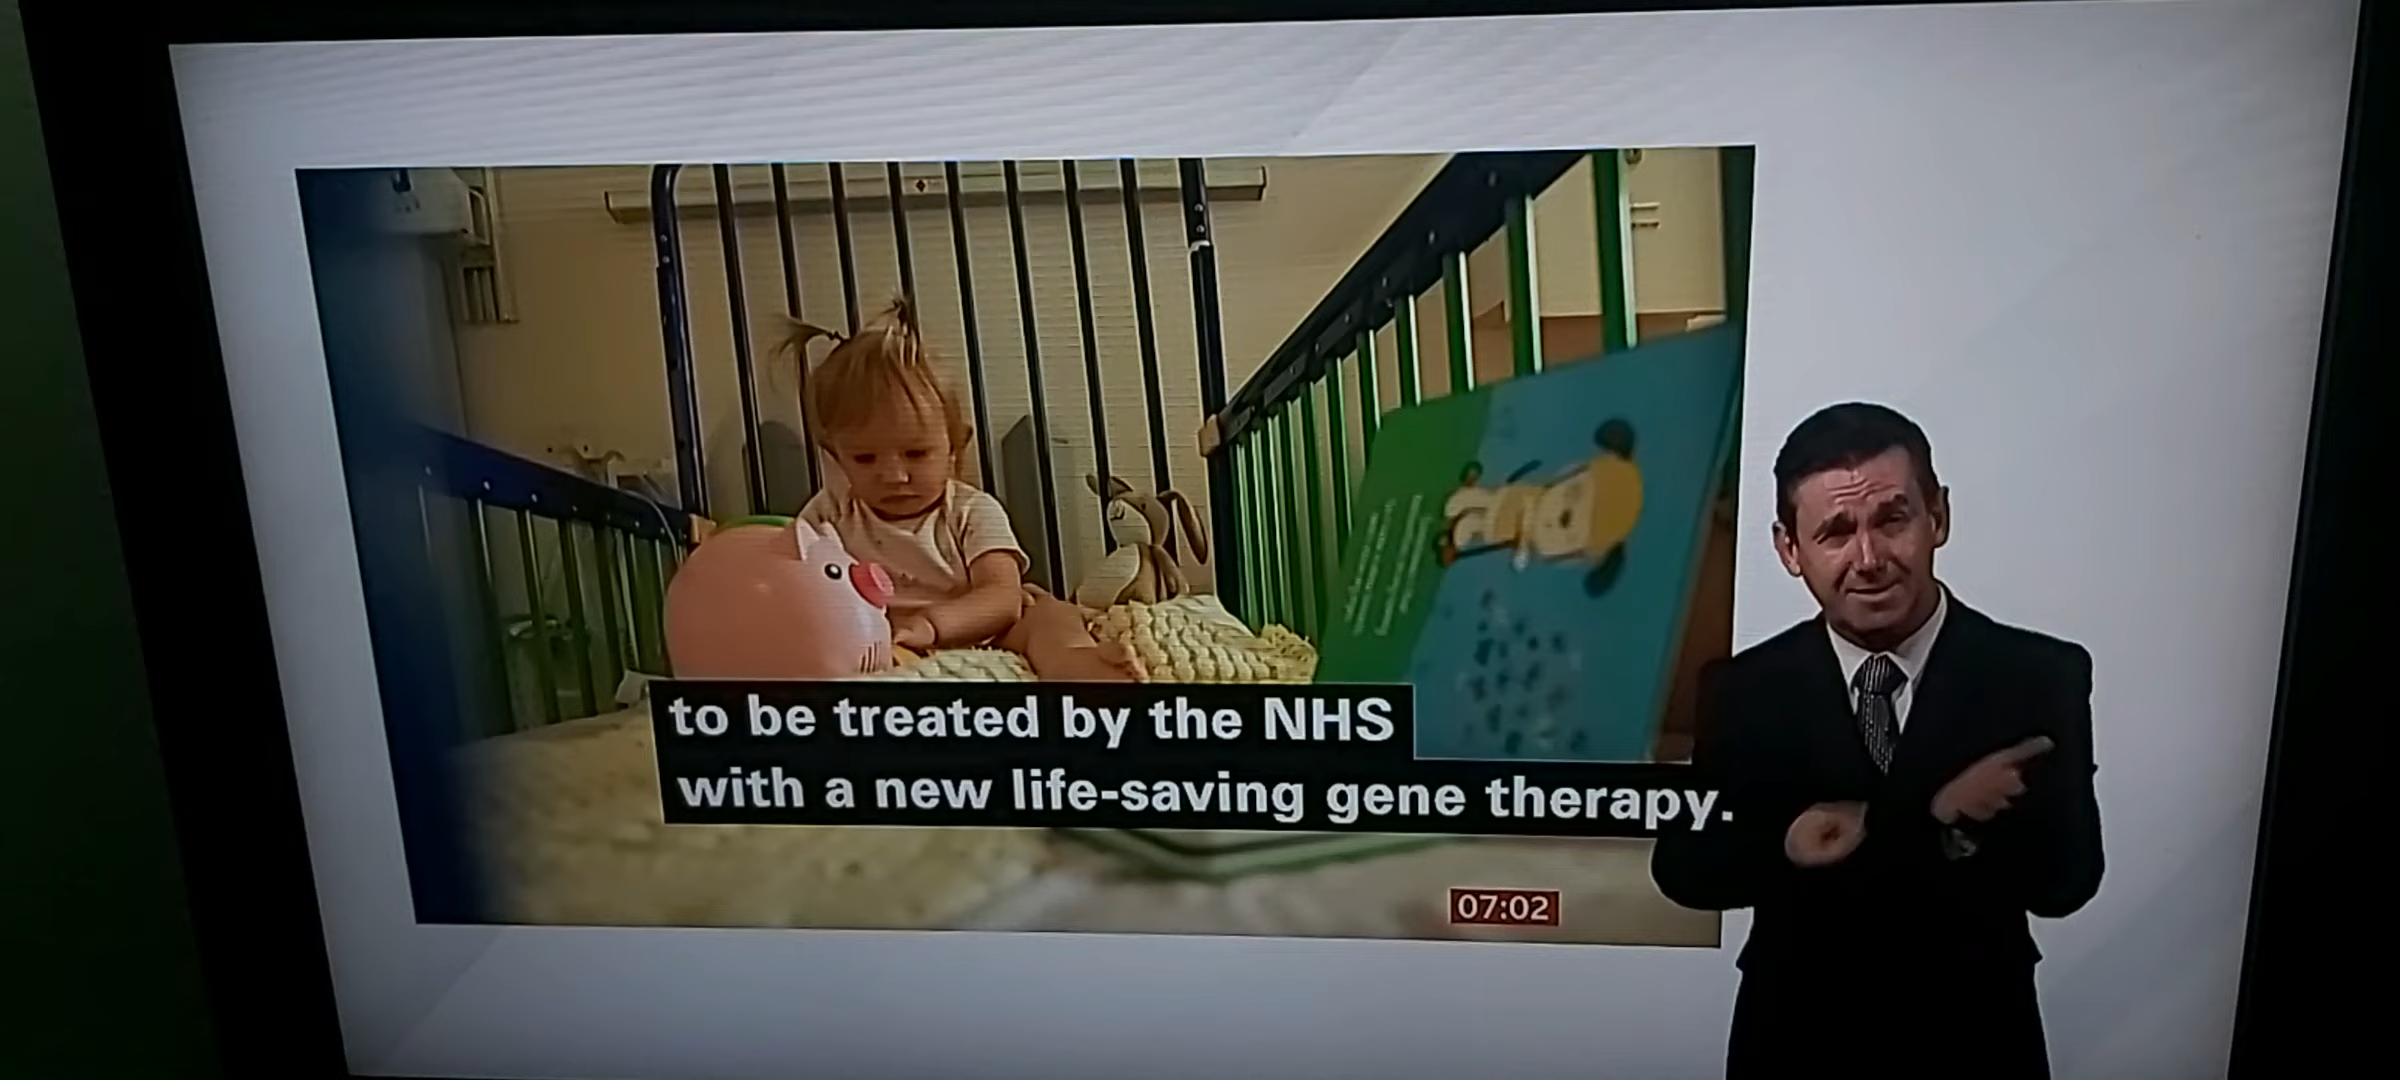 to be treated by the NHS
with a new life-saving gene therapy.
07:02